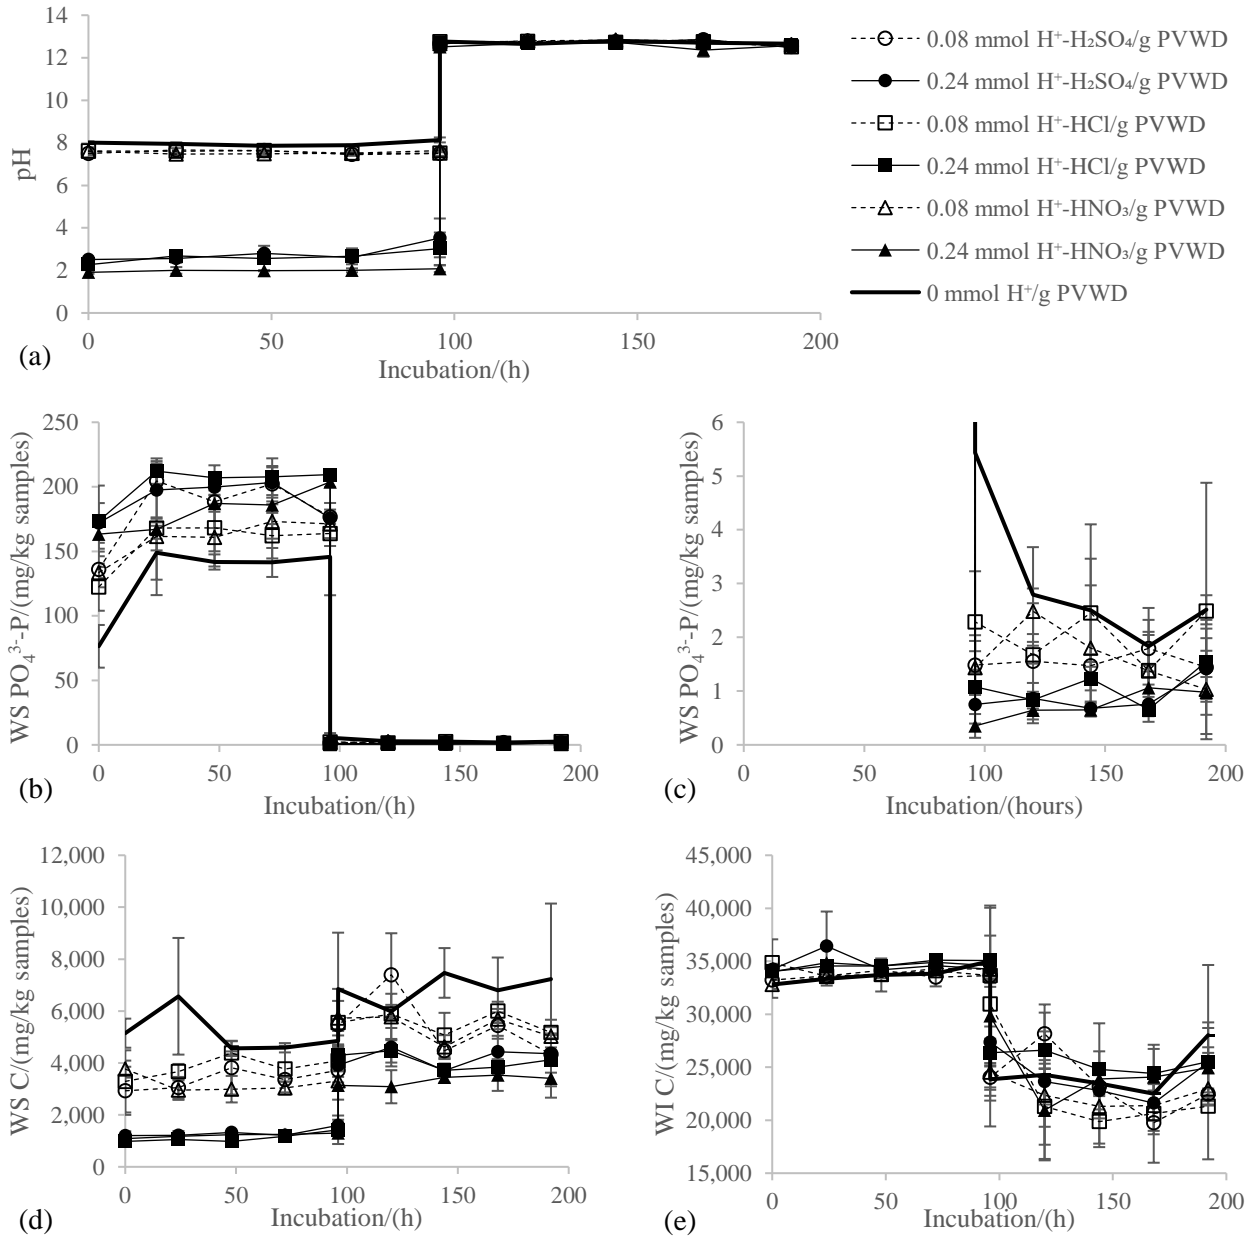 14
12
10
8
6
4
2
0
pH
0
50
100
150
200
Incubation/(h)
(a)
0.08 mmol H⁺-H₂SO₄/g PVWD
0.24 mmol H⁺-H₂SO₄/g PVWD
0.08 mmol H⁺-HCl/g PVWD
0.24 mmol H⁺-HCl/g PVWD
0.08 mmol H⁺-HNO₃/g PVWD
0.24 mmol H⁺-HNO₃/g PVWD
0 mmol H⁺/g PVWD
250
200
150
100
50
0
WS PO₄³⁻-P/(mg/kg samples)
0
50
100
150
200
Incubation/(h)
(b)
6
5
4
3
2
1
0
WS PO₄³⁻-P/(mg/kg samples)
0
50
100
150
200
Incubation/(hours)
(c)
12,000
10,000
8,000
6,000
4,000
2,000
0
WS C/(mg/kg samples)
0
50
100
150
200
Incubation/(h)
(d)
45,000
40,000
35,000
30,000
25,000
20,000
15,000
WI C/(mg/kg samples)
0
50
100
150
200
Incubation/(h)
(e)